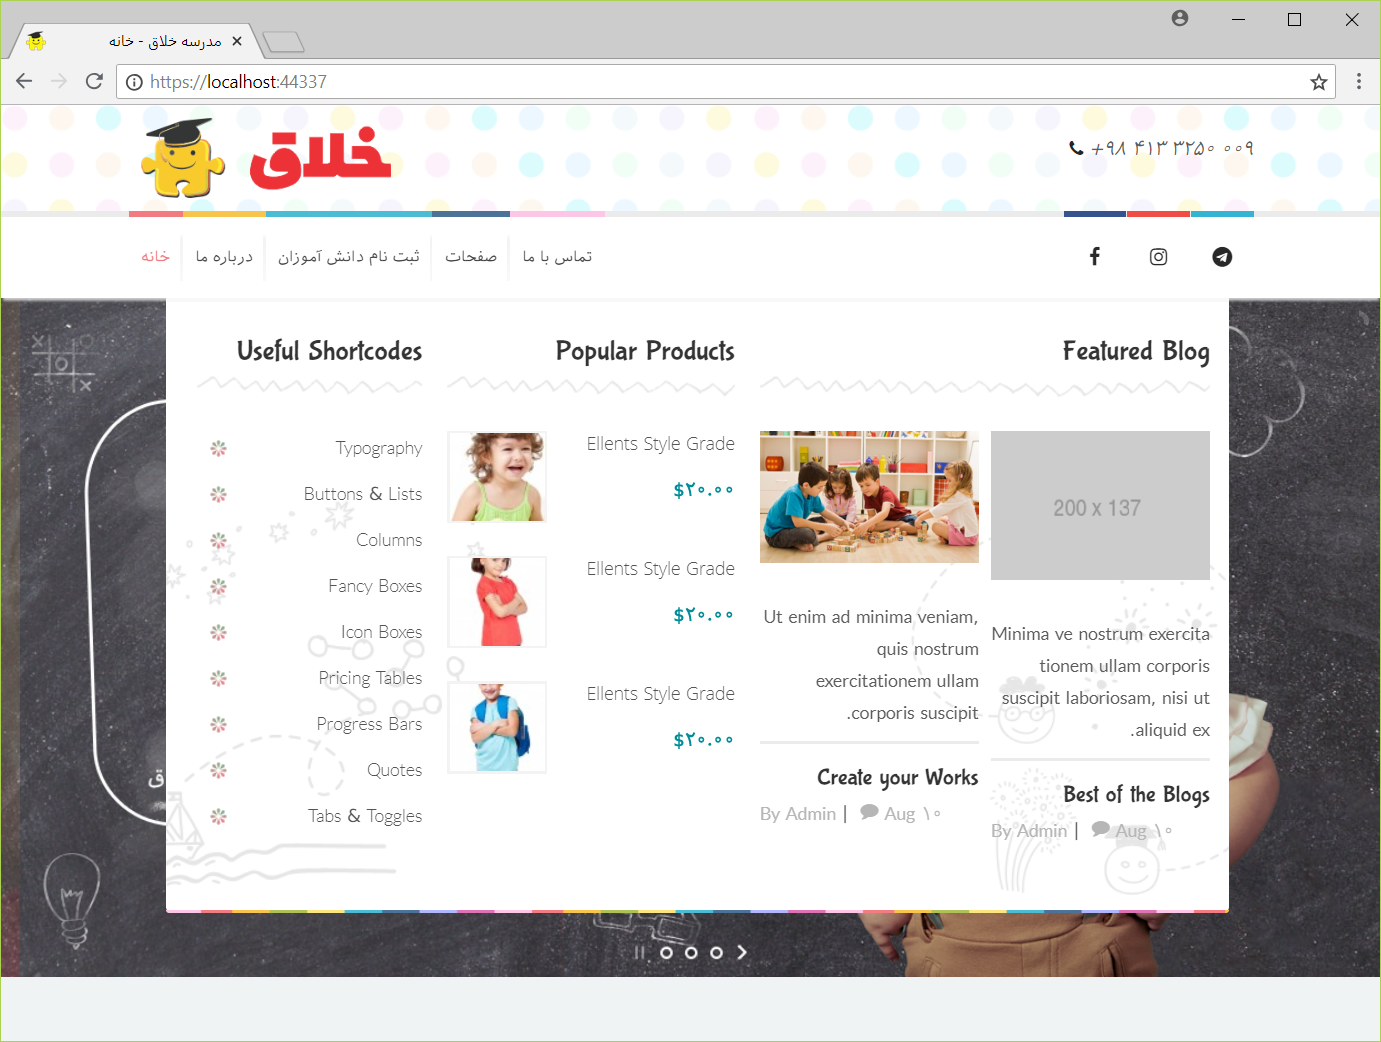 مدرسه خلاق - خانه
https://localhost:44337
خلاق
+۹۸ ۴۱۳ ۳۲۵۰ ۰۰۹
خانه
درباره ما
ثبت نام دانش آموزان
صفحات
تماس با ما
Useful Shortcodes
Typography
Buttons & Lists
Columns
Fancy Boxes
Icon Boxes
Pricing Tables
Progress Bars
Quotes
Tabs & Toggles
Popular Products
Ellents Style Grade
$۲۰.۰۰
Ellents Style Grade
$۲۰.۰۰
Ellents Style Grade
$۲۰.۰۰
Featured Blog
Ut enim ad minima veniam,
quis nostrum
exercitationem ullam
.corporis suscipit
Create your Works
By Admin | Aug ۱۰
200 x 137
Minima ve nostrum exercita
tionem ullam corporis
suscipit laboriosam, nisi ut
.aliquid ex
Best of the Blogs
By Admin | Aug ۱۰
ق